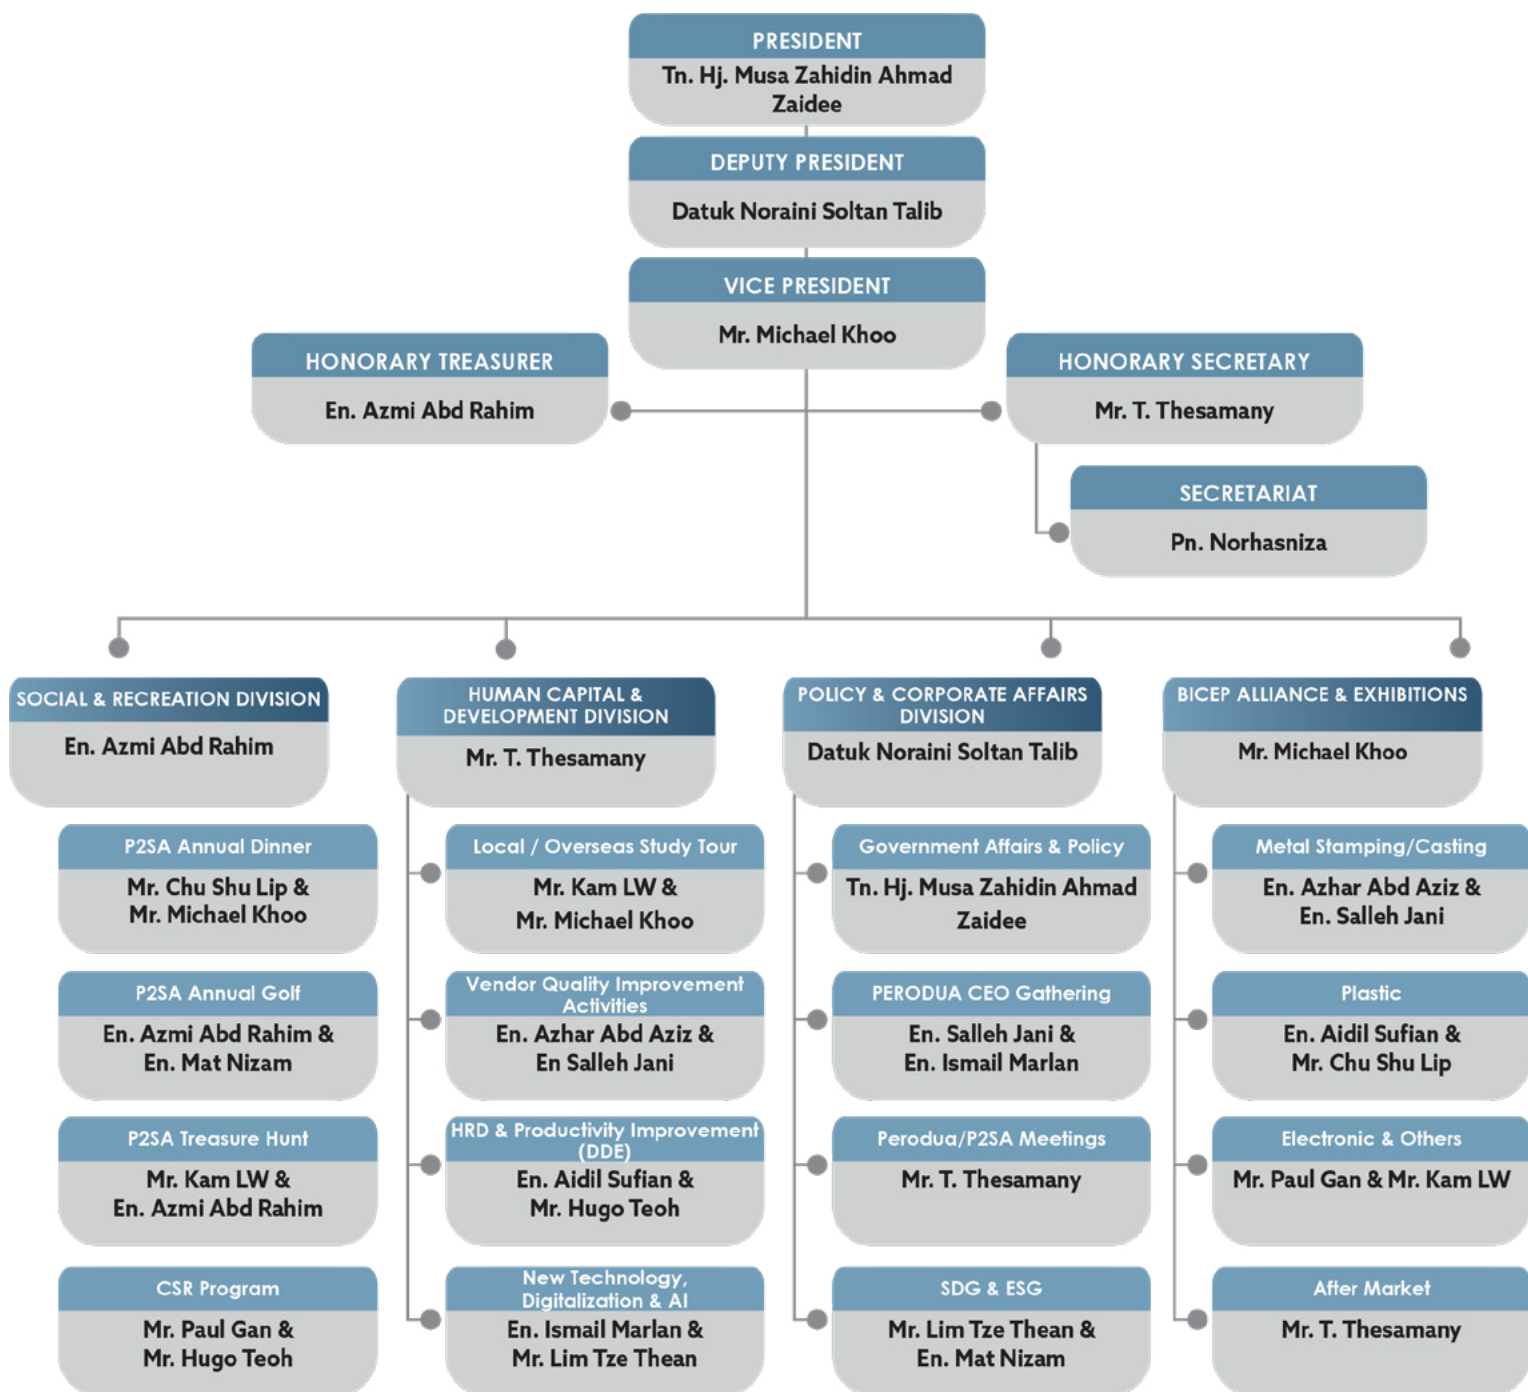 PRESIDENT
Tn. Hj. Musa Zahidin Ahmad
Zaidee
DEPUTY PRESIDENT
Datuk Noraini Soltan Talib
VICE PRESIDENT
Mr. Michael Khoo
HONORARY TREASURER
En. Azmi Abd Rahim
HONORARY SECRETARY
Mr. T. Thesamany
SECRETARIAT
Pn. Norhasniza
SOCIAL & RECREATION DIVISION
En. Azmi Abd Rahim
P2SA Annual Dinner
Mr. Chu Shu Lip &
Mr. Michael Khoo
P2SA Annual Golf
En. Azmi Abd Rahim &
En. Mat Nizam
P2SA Treasure Hunt
Mr. Kam LW &
En. Azmi Abd Rahim
CSR Program
Mr. Paul Gan &
Mr. Hugo Teoh
HUMAN CAPITAL &
DEVELOPMENT DIVISION
Mr. T. Thesamany
Local / Overseas Study Tour
Mr. Kam LW &
Mr. Michael Khoo
Vendor Quality Improvement
Activities
En. Azhar Abd Aziz &
En Salleh Jani
HRD & Productivity Improvement
(DDE)
En. Aidil Sufian &
Mr. Hugo Teoh
New Technology,
Digitalization & AI
En. Ismail Marlan &
Mr. Lim Tze Thean
POLICY & CORPORATE AFFAIRS
DIVISION
Datuk Noraini Soltan Talib
Government Affairs & Policy
Tn. Hj. Musa Zahidin Ahmad
Zaidee
PERODUA CEO Gathering
En. Salleh Jani &
En. Ismail Marlan
Perodua/P2SA Meetings
Mr. T. Thesamany
SDG & ESG
Mr. Lim Tze Thean &
En. Mat Nizam
BICEP ALLIANCE & EXHIBITIONS
Mr. Michael Khoo
Metal Stamping/Casting
En. Azhar Abd Aziz &
En. Salleh Jani
Plastic
En. Aidil Sufian &
Mr. Chu Shu Lip
Electronic & Others
Mr. Paul Gan & Mr. Kam LW
After Market
Mr. T. Thesamany